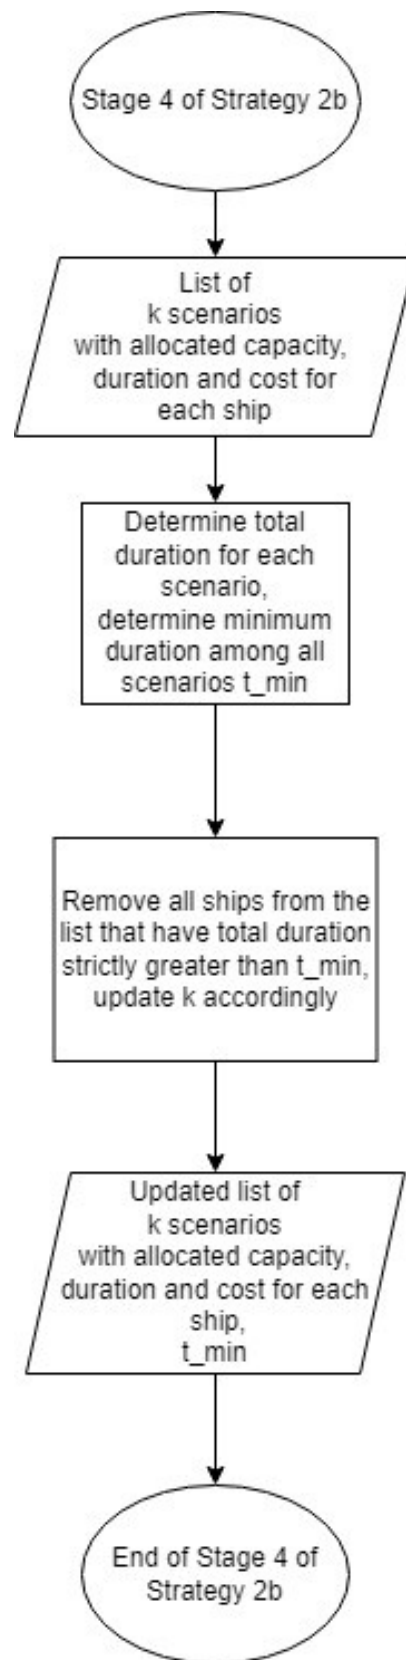 Stage 4 of Strategy 2b
List of
k scenarios
with allocated capacity,
duration and cost for
each ship
Determine total
duration for each
scenario,
determine minimum
duration among all
scenarios t_min
Remove all ships from the
list that have total duration
strictly greater than t_min,
update k accordingly
Updated list of
k scenarios
with allocated capacity,
duration and cost for each
ship,
t_min
End of Stage 4 of
Strategy 2b